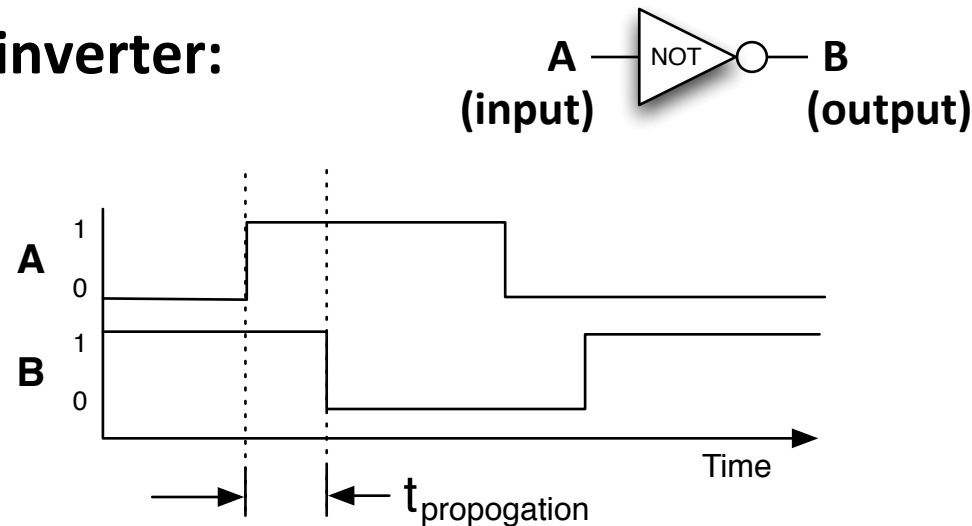 inverter:
A NOT B
(input) (output)
1
A
0
1
B
0
Time
tpropogation